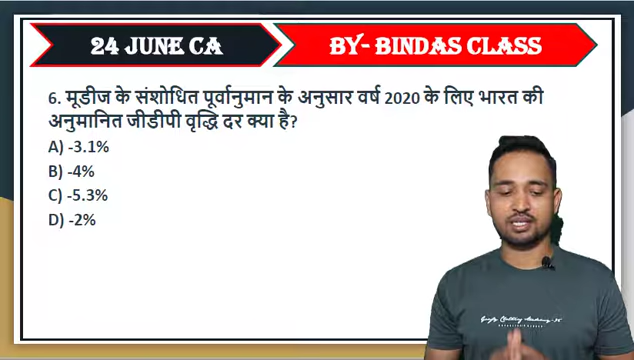 24 JUNE CA
BY- BINDAS CLASS
6. मूडीज के संशोधित पूर्वानुमान के अनुसार वर्ष 2020 के लिए भारत की
अनुमानित जीडीपी वृद्धि दर क्या है?
A) -3.1%
B) -4%
C) -5.3%
D) -2%